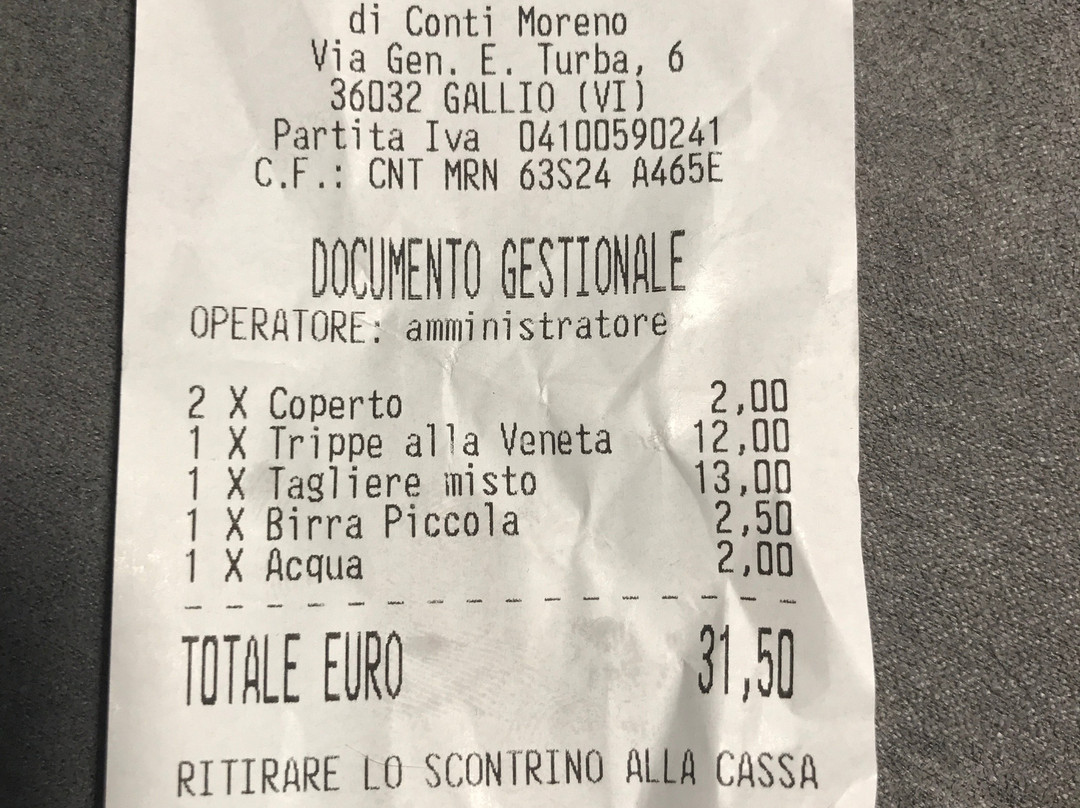 di Conti Moreno
Via Gen. E. Turba, 6
36032 GALLIO (VI)
Partita Iva 04100590241
C.F.: CNT MRN 63S24 A465E
DOCUMENTO GESTIONALE
OPERATORE: amministratore
2 X Coperto 2,00
1 X Trippe alla Veneta 12,00
1 X Tagliere misto 13,00
1 X Birra Piccola 2,50
1 X Acqua 2,00
TOTALE EURO 31,50
RITIRARE LO SCONTRINO ALLA CASSA